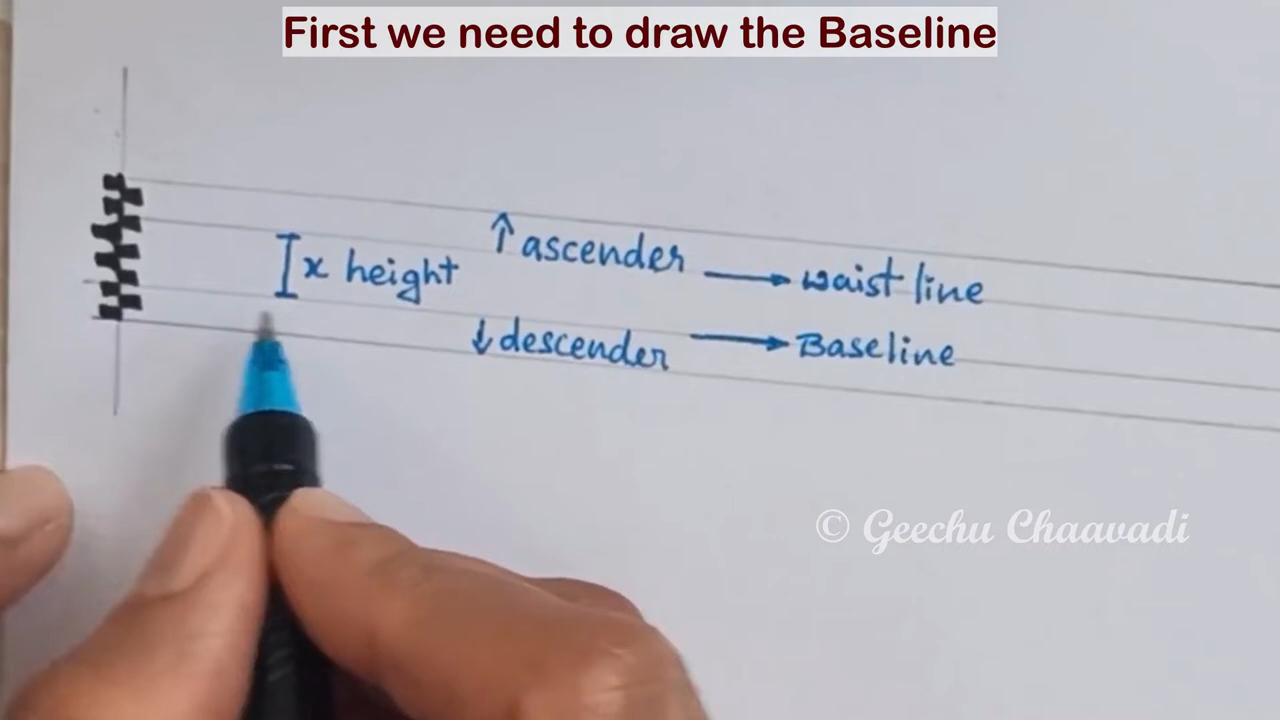 First we need to draw the Baseline
↑ ascender → waist line
I x height
↓ descender → Baseline
© Geechu Chaavadi